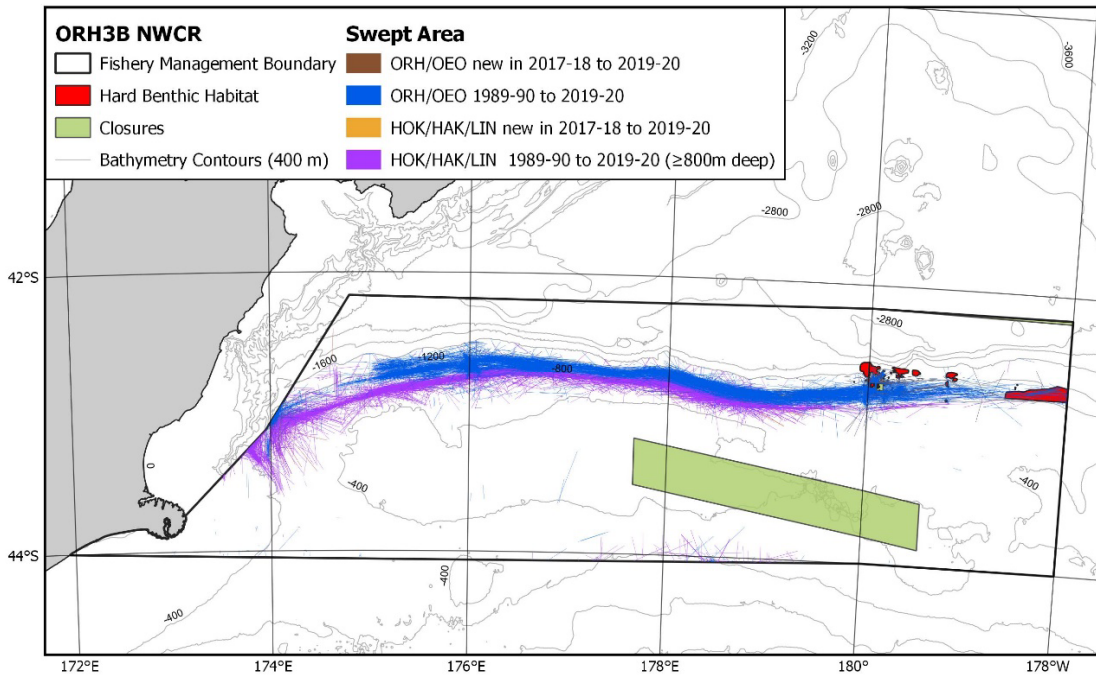 ORH3B NWCR
Fishery Management Boundary
Hard Benthic Habitat
Closures
Bathymetry Contours (400 m)
Swept Area
ORH/OEO new in 2017-18 to 2019-20
ORH/OEO 1989-90 to 2019-20
HOK/HAK/LIN new in 2017-18 to 2019-20
HOK/HAK/LIN 1989-90 to 2019-20 (≥800m deep)
-3200
-3600
-2800
-2800
42°S
-2800
-1600
-1200
-800
0
-400
-400
44°S
-400
-400
172°E
174°E
176°E
178°E
180°
178°W